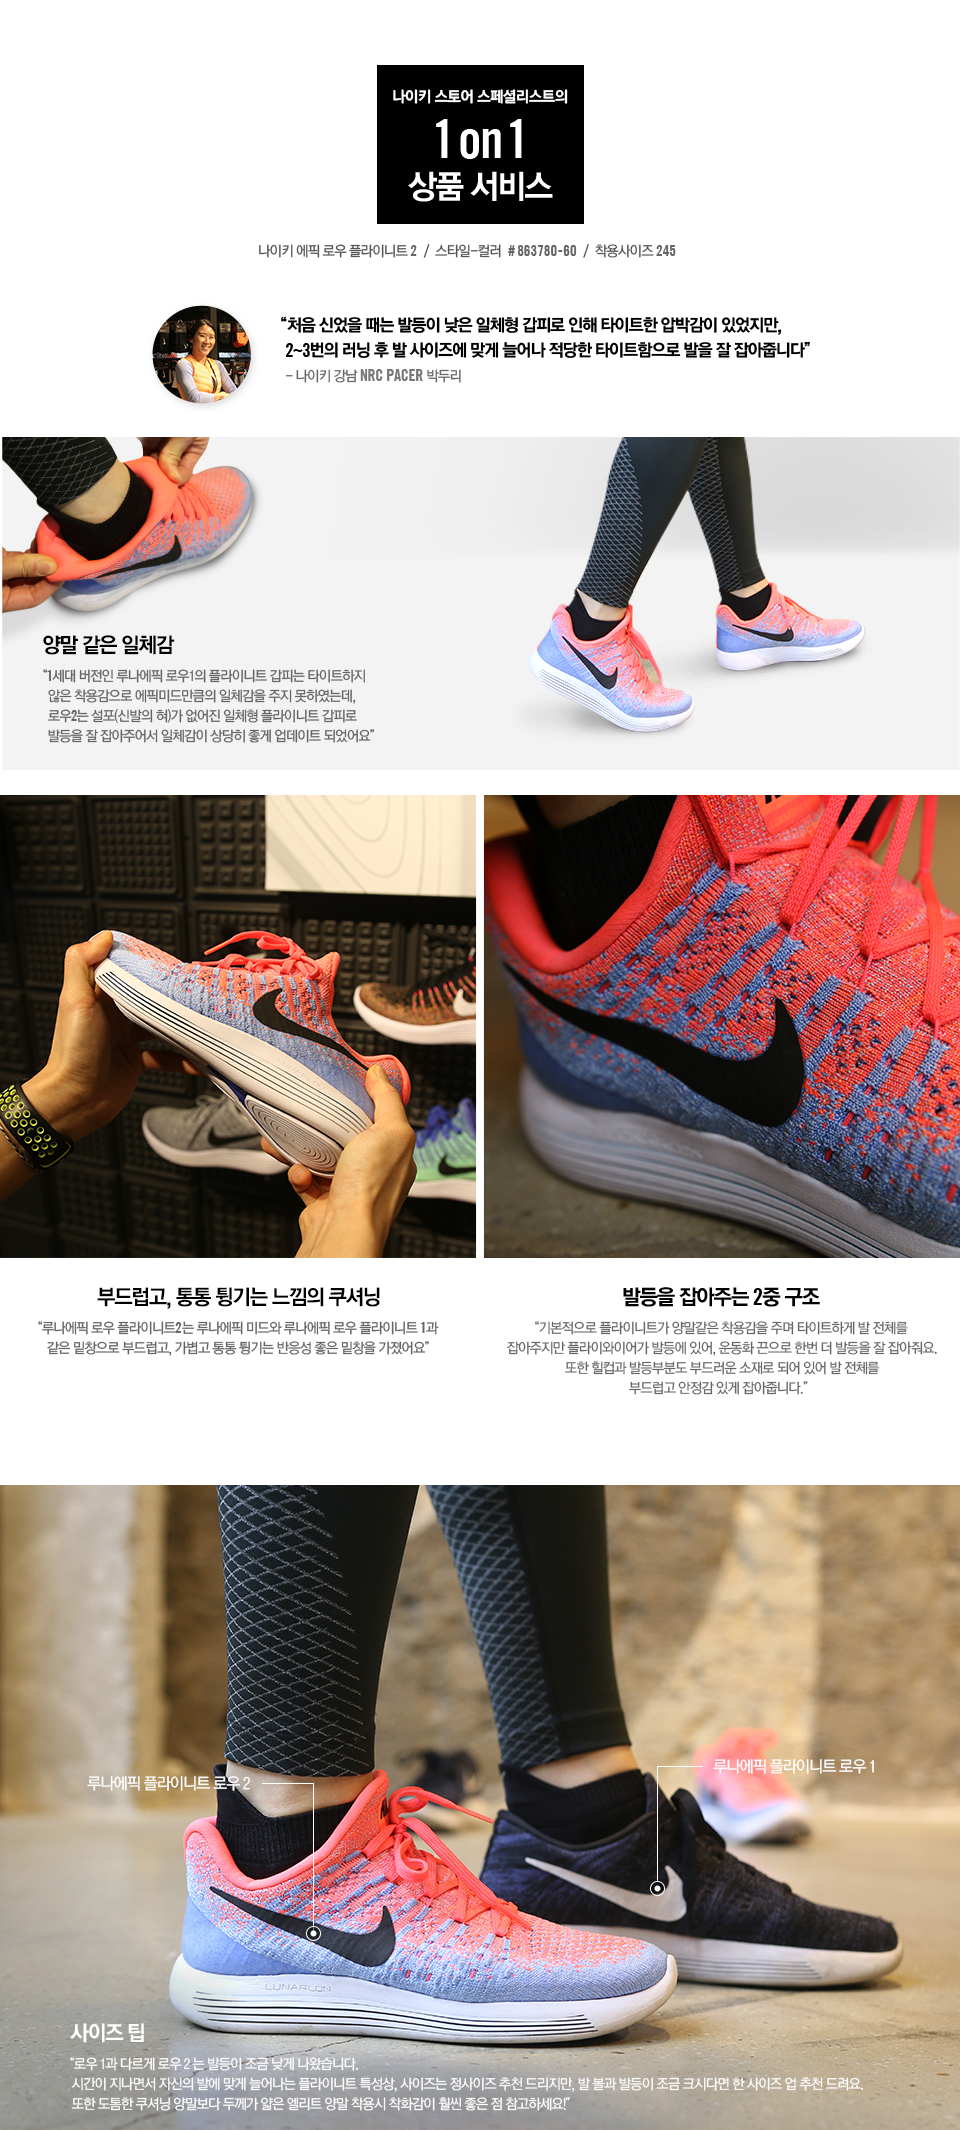 나이키 스토어 스페셜리스트의
1 on 1
상품 서비스
나이키 에픽 로우 플라이니트 2 / 스타일-컬러 #863780-60 / 착용사이즈 245
“처음 신었을 때는 발등이 낮은 일체형 갑피로 인해 타이트한 압박감이 있었지만,
2~3번의 러닝 후 발 사이즈에 맞게 늘어나 적당한 타이트함으로 발을 잘 잡아줍니다”
- 나이키 강남 NRC PACER 박두리
양말 같은 일체감
“1세대 버전인 루나에픽 로우1의 플라이니트 갑피는 타이트하지
않은 착용감으로 에픽미드만큼의 일체감을 주지 못하였는데,
로우2는 설포(신발의 혀)가 없어진 일체형 플라이니트 갑피로
발등을 잘 잡아주어서 일체감이 상당히 좋게 업데이트 되었어요”
부드럽고, 통통 튕기는 느낌의 쿠셔닝
“루나에픽 로우 플라이니트2는 루나에픽 미드와 루나에픽 로우 플라이니트 1과
같은 밑창으로 부드럽고, 가볍고 통통 튕기는 반응성 좋은 밑창을 가졌어요”
발등을 잡아주는 2중 구조
“기본적으로 플라이니트가 양말같은 착용감을 주며 타이트하게 발 전체를
잡아주지만 플라이와이어가 발등에 있어, 운동화 끈으로 한번 더 발등을 잘 잡아줘요.
또한 힐컵과 발등부분도 부드러운 소재로 되어 있어 발 전체를
부드럽고 안정감 있게 잡아줍니다.”
루나에픽 플라이니트 로우 1
루나에픽 플라이니트 로우 2
LUNARLON
사이즈 팁
“로우 1과 다르게 로우 2 는 발등이 조금 낮게 나왔습니다.
시간이 지나면서 자신의 발에 맞게 늘어나는 플라이니트 특성상, 사이즈는 정사이즈 추천 드리지만, 발 볼과 발등이 조금 크시다면 한 사이즈 업 추천 드려요.
또한 도톰한 쿠셔닝 양말보다 두께가 얇은 엘리트 양말 착용시 착화감이 훨씬 좋은 점 참고하세요!”